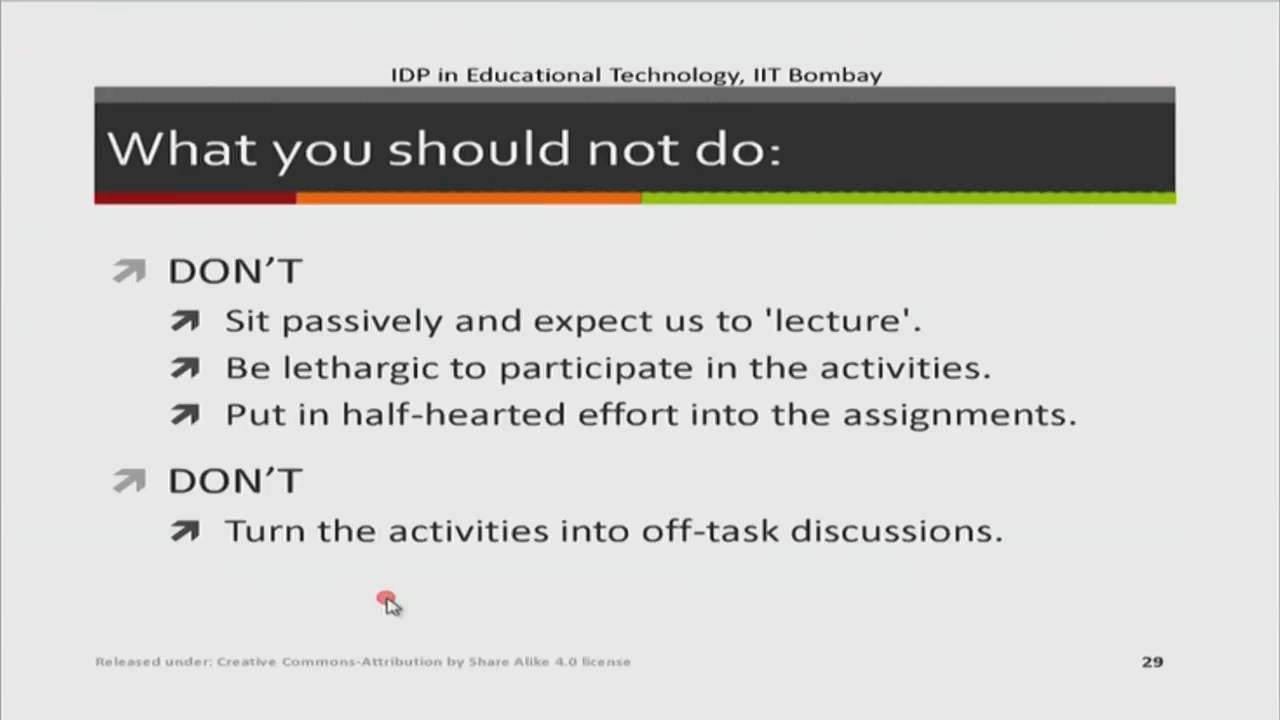 IDP in Educational Technology, IIT Bombay
What you should not do:
DON’T
Sit passively and expect us to 'lecture'.
Be lethargic to participate in the activities.
Put in half-hearted effort into the assignments.
DON’T
Turn the activities into off-task discussions.
Released under: Creative Commons-Attribution by Share Alike 4.0 license
29